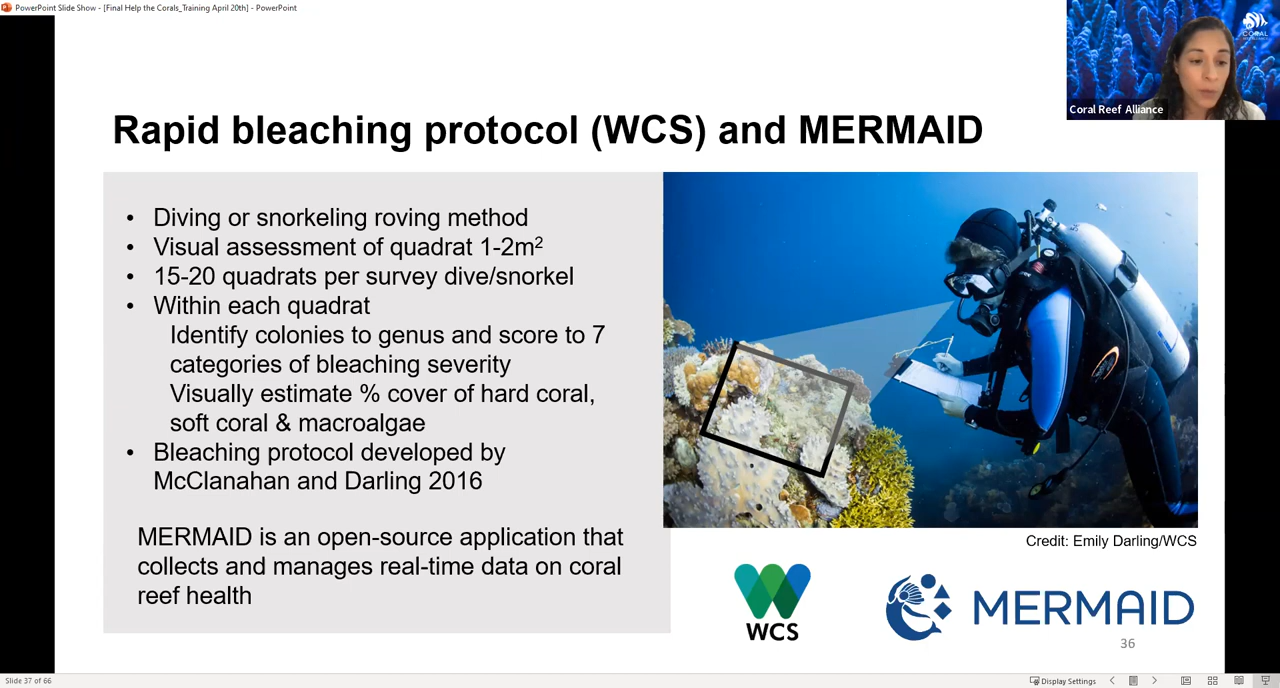 PowerPoint Slide Show - [Final Help the Corals_Training April 20th] - PowerPoint
CORAL
Coral Reef Alliance
Rapid bleaching protocol (WCS) and MERMAID
• Diving or snorkeling roving method
• Visual assessment of quadrat 1-2m²
• 15-20 quadrats per survey dive/snorkel
• Within each quadrat
Identify colonies to genus and score to 7
categories of bleaching severity
Visually estimate % cover of hard coral,
soft coral & macroalgae
• Bleaching protocol developed by
McClanahan and Darling 2016
MERMAID is an open-source application that
collects and manages real-time data on coral
reef health
Credit: Emily Darling/WCS
WCS
MERMAID
36
Slide 37 of 66
Display Settings